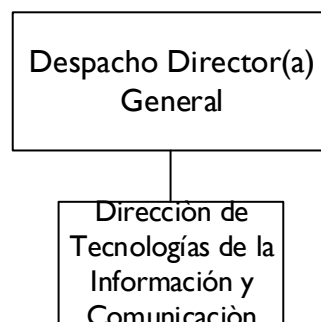 Despacho Director(a)
General
Direcciòn de
Tecnologías de la
Información y
Comunicaciòn